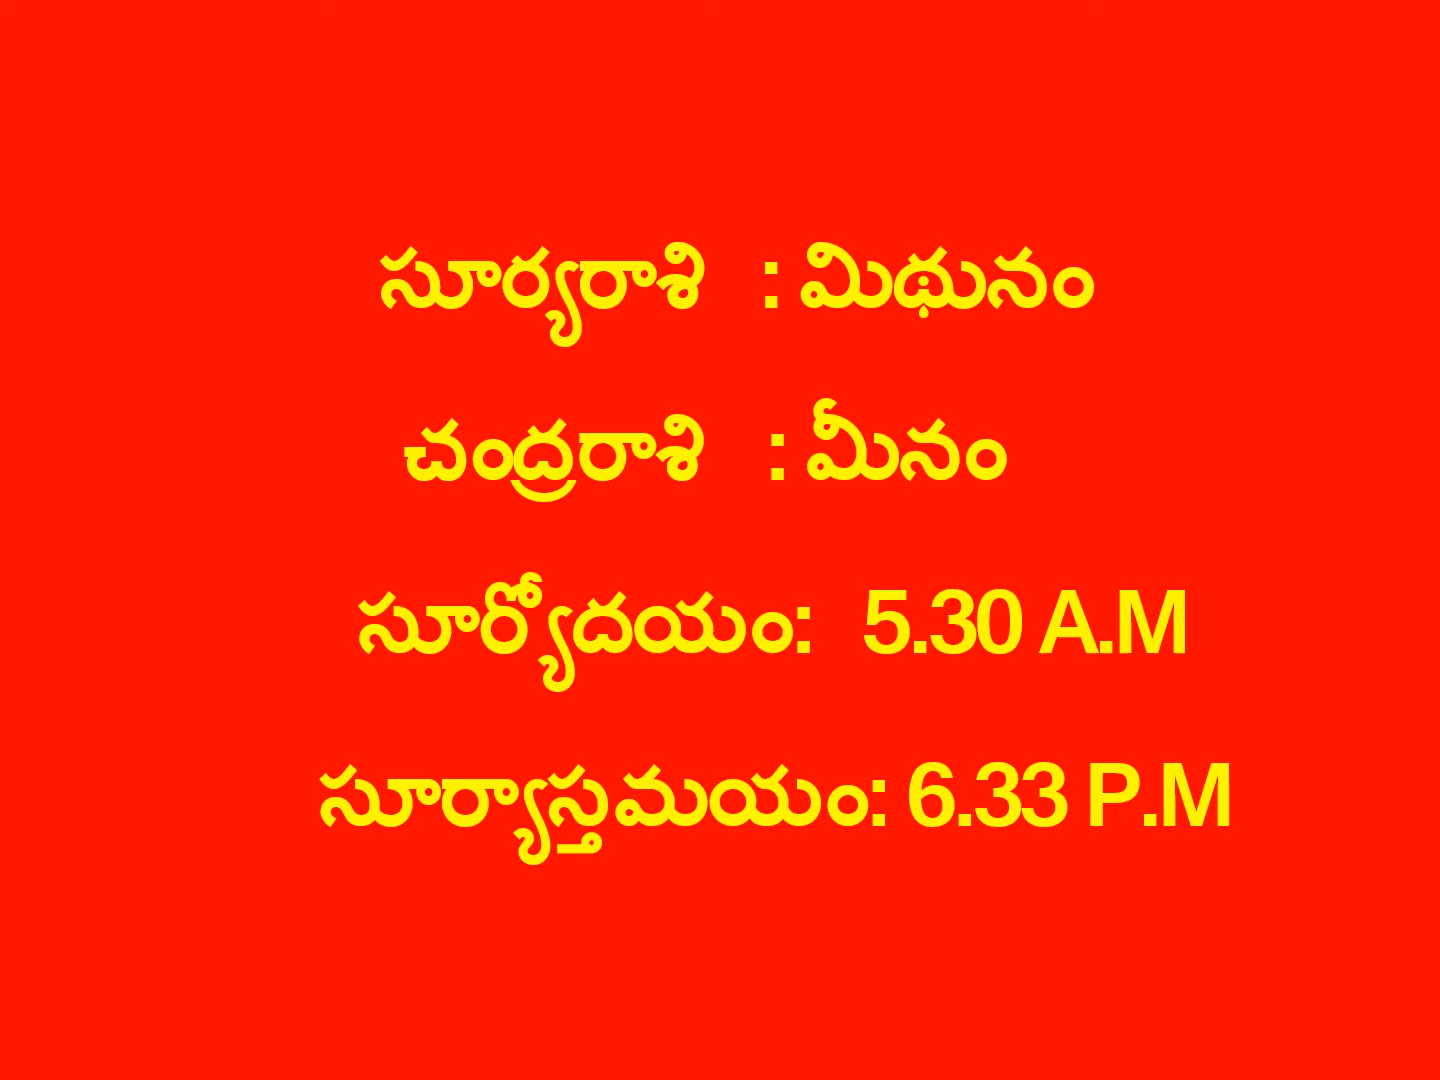 సూర్యరాశి : మిథునం
చంద్రరాశి : మీనం
సూర్యోదయం: 5.30 A.M
సూర్యాస్తమయం: 6.33 P.M